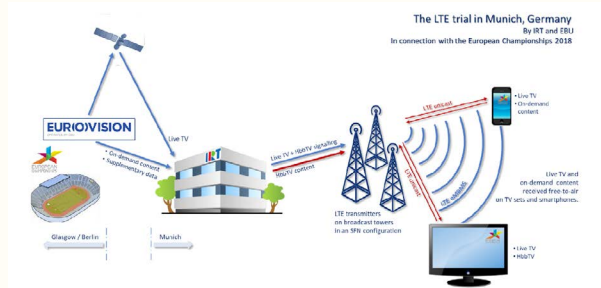 The LTE trial in Munich, Germany
By IRT and EBU
In connection with the European Championships 2018
EUROVISION
• On-demand content
• Supplementary data
Live TV
IRT
Live TV + HbbTV signalling
HbbTV content
LTE transmitters
on broadcast towers
in an SFN configuration
LTE unicast
LTE unicast
LTE eMBMS
• Live TV
• On-demand
content
Live TV and
on-demand content
received free-to-air
on TV sets and smartphones.
• Live TV
• HbbTV
Glasgow / Berlin
Munich